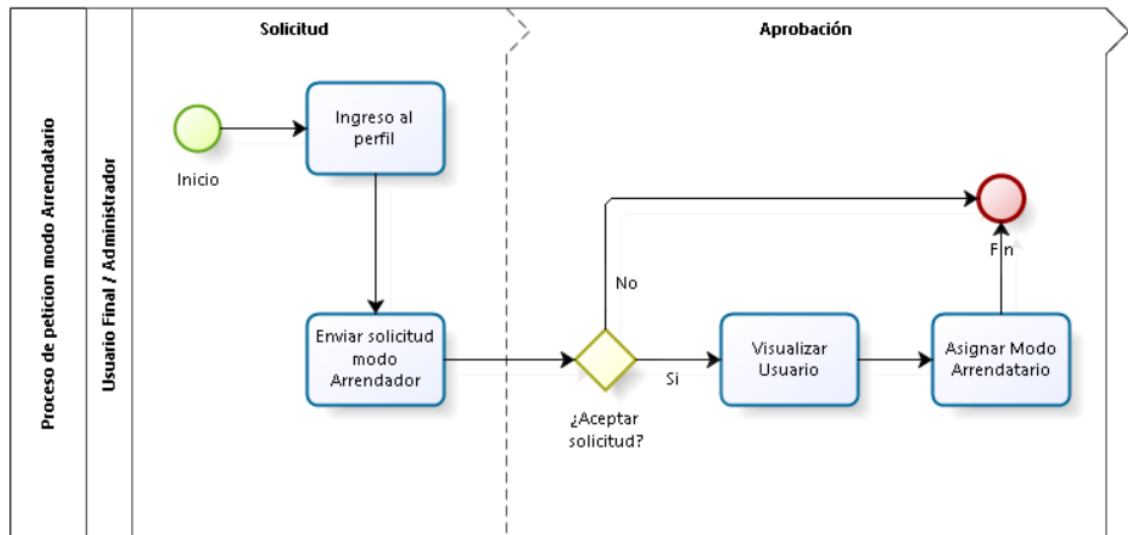 Solicitud
Aprobación
Proceso de peticion modo Arrendatario
Usuario Final / Administrador
Inicio
Ingreso al
perfil
Enviar solicitud
modo
Arrendador
¿Aceptar
solicitud?
No
Si
Visualizar
Usuario
Asignar Modo
Arrendatario
Fin